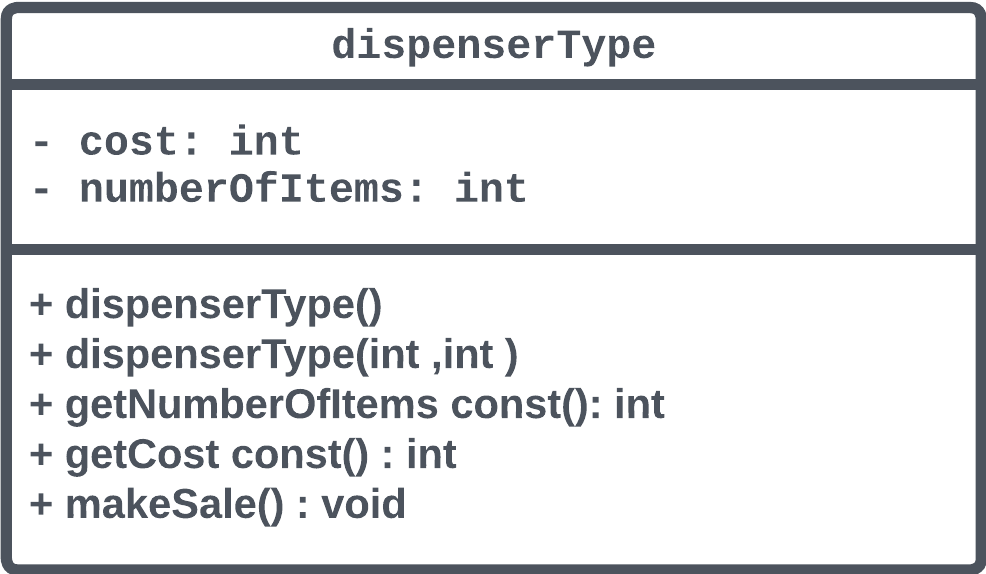 dispenserType
- cost: int
- numberOfItems: int
+ dispenserType()
+ dispenserType(int ,int )
+ getNumberOfItems const(): int
+ getCost const() : int
+ makeSale() : void